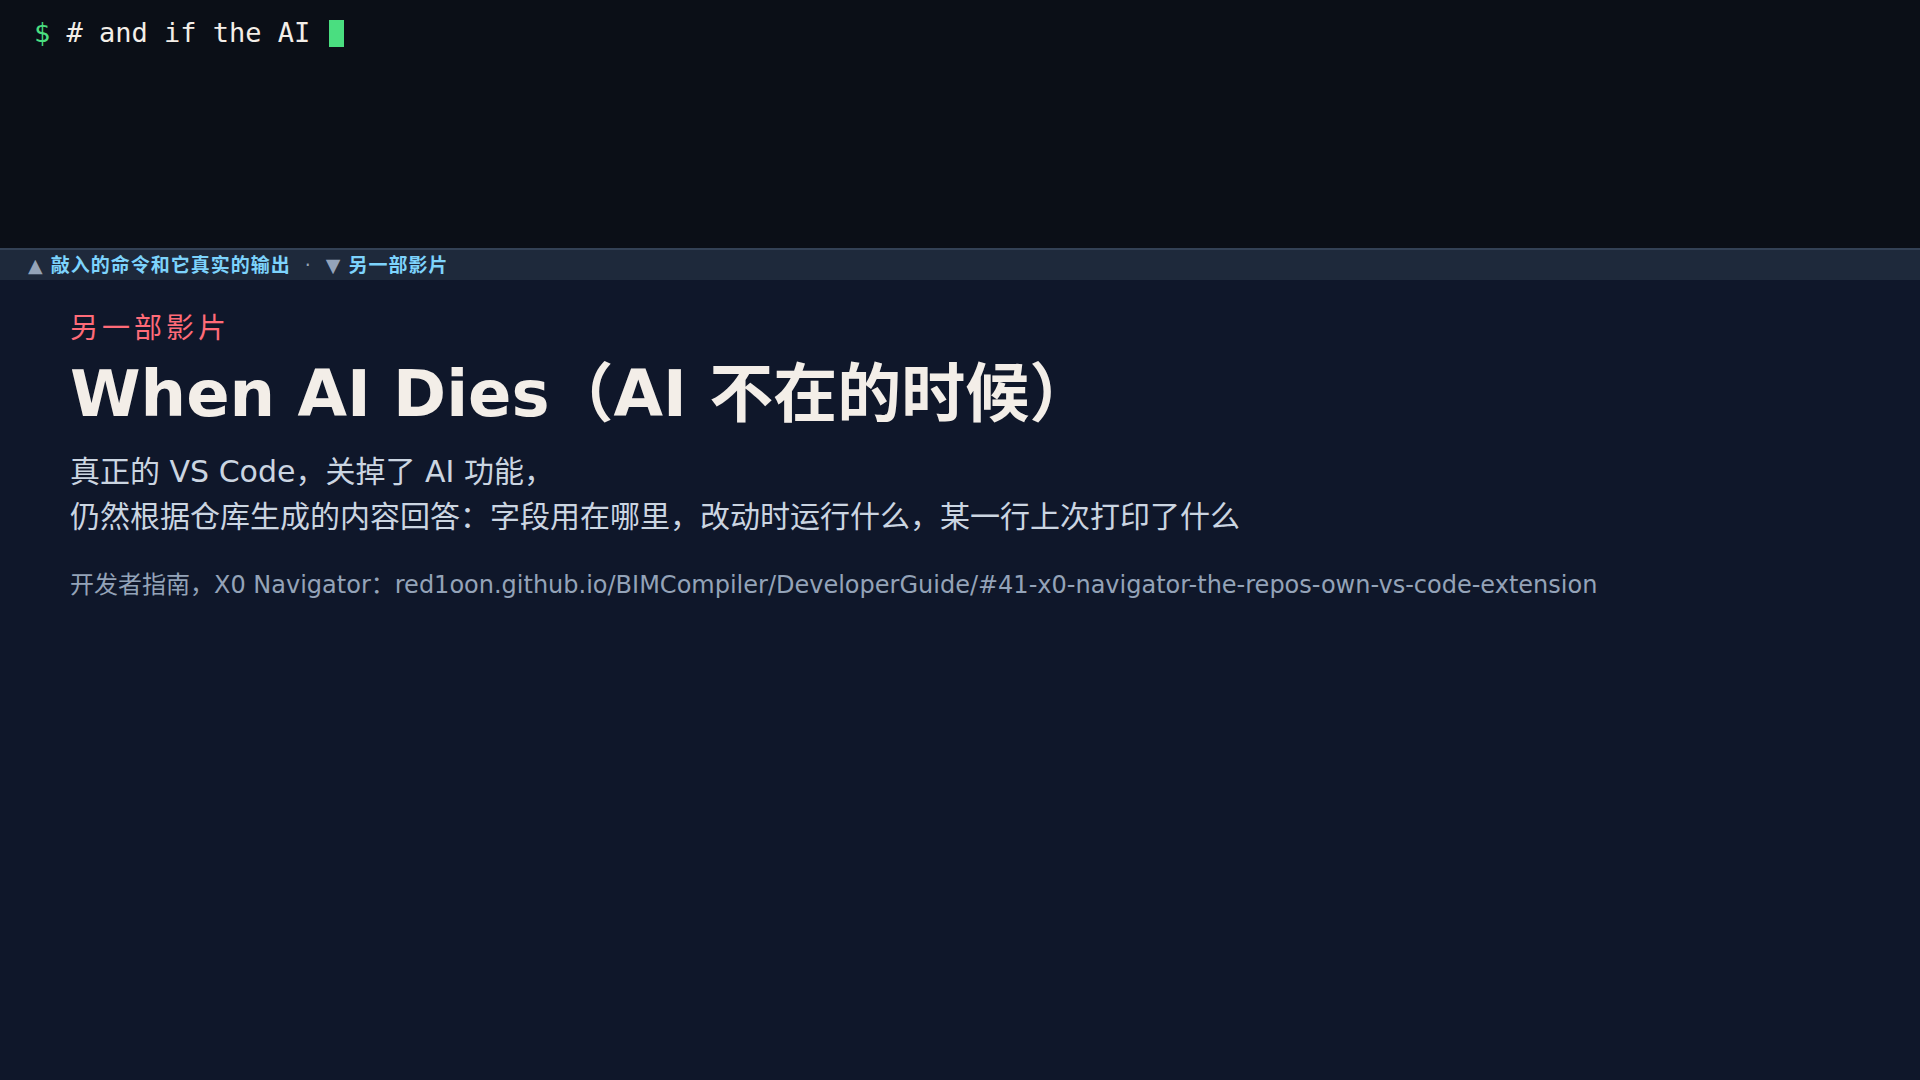 $ # and if the AI
▲ 敲入的命令和它真实的输出 · ▼ 另一部影片
另一部影片
When AI Dies（AI 不在的时候）
真正的 VS Code，关掉了 AI 功能，
仍然根据仓库生成的内容回答：字段用在哪里，改动时运行什么，某一行上次打印了什么
开发者指南，X0 Navigator：red1oon.github.io/BIMCompiler/DeveloperGuide/#41-x0-navigator-the-repos-own-vs-code-extension